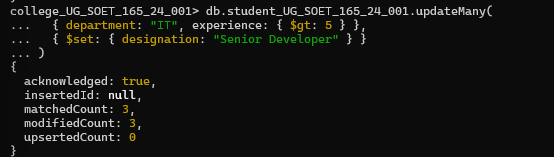 college_UG_SOET_165_24_001> db.student_UG_SOET_165_24_001.updateMany(
...   { department: "IT", experience: { $gt: 5 } },
...   { $set: { designation: "Senior Developer" } }
... )
{
  acknowledged: true,
  insertedId: null,
  matchedCount: 3,
  modifiedCount: 3,
  upsertedCount: 0
}